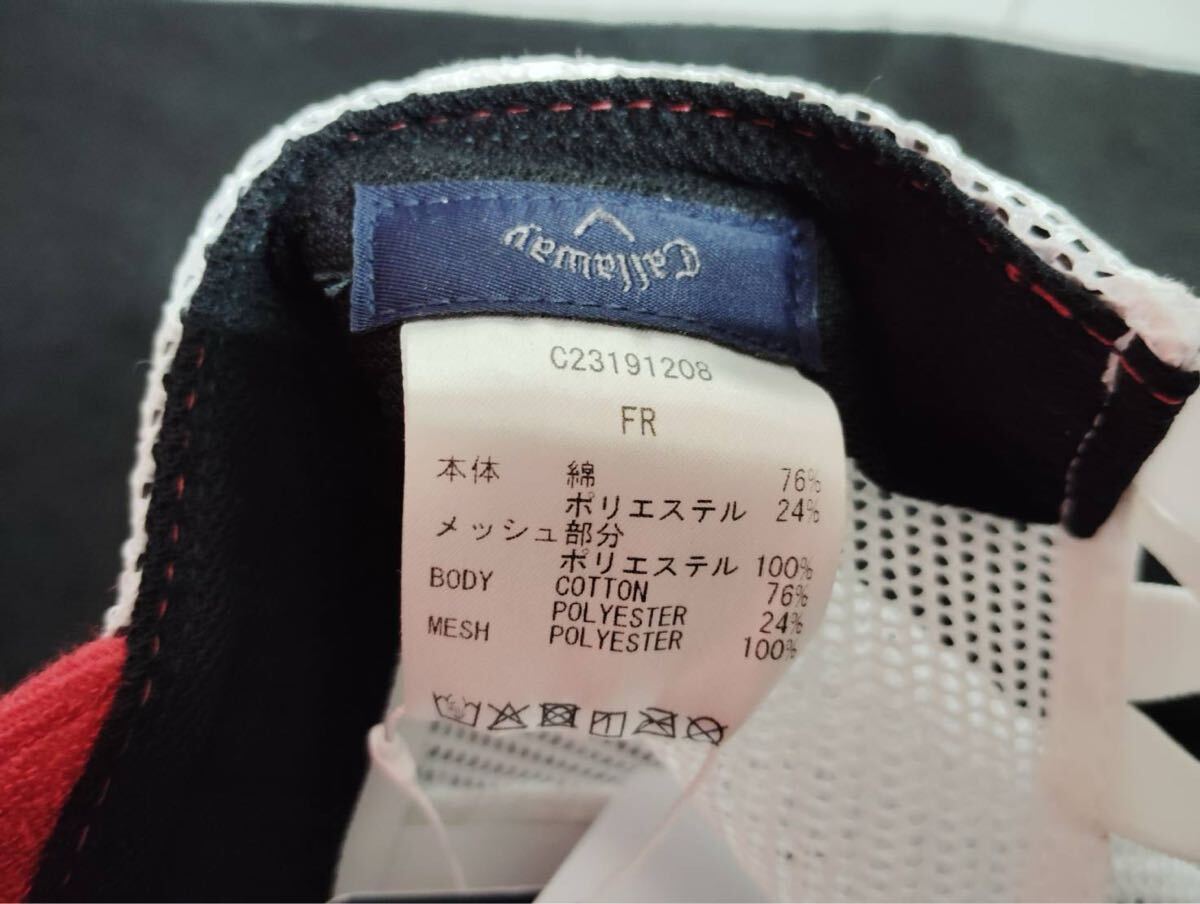 Callaway
C23191208
FR
本体 綿 76%
ポリエステル 24%
メッシュ部分
ポリエステル 100%
BODY COTTON 76%
POLYESTER 24%
MESH POLYESTER 100%